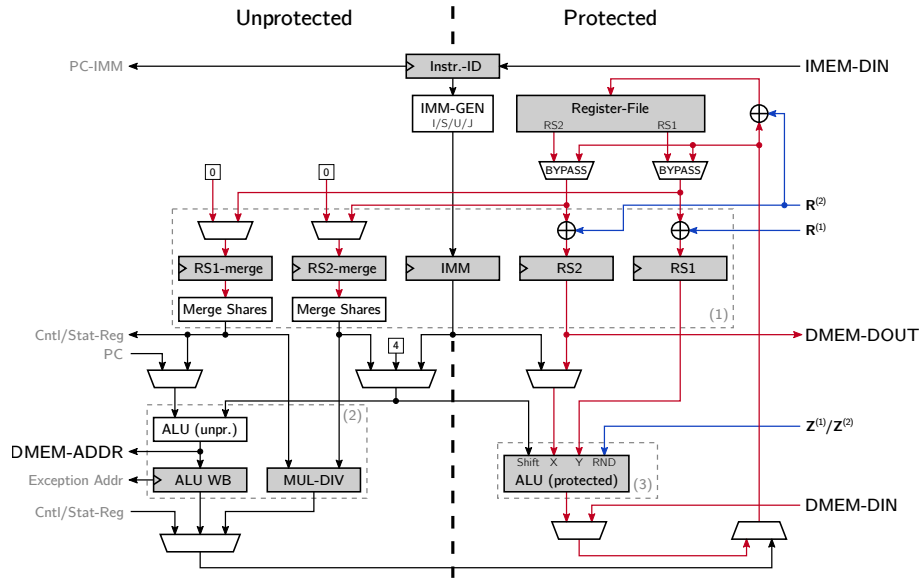 Unprotected
Protected
PC-IMM
Instr.-ID
IMEM-DIN
IMM-GEN
I/S/U/J
Register-File
RS2
RS1
BYPASS
BYPASS
0
0
R⁽²⁾
R⁽¹⁾
RS1-merge
RS2-merge
IMM
RS2
RS1
Merge Shares
Merge Shares
(1)
Cntl/Stat-Reg
DMEM-DOUT
PC
4
(2)
ALU (unpr.)
Z⁽¹⁾/Z⁽²⁾
DMEM-ADDR
Shift
X
Y
RND
Exception Addr
ALU WB
MUL-DIV
ALU (protected)
(3)
Cntl/Stat-Reg
DMEM-DIN